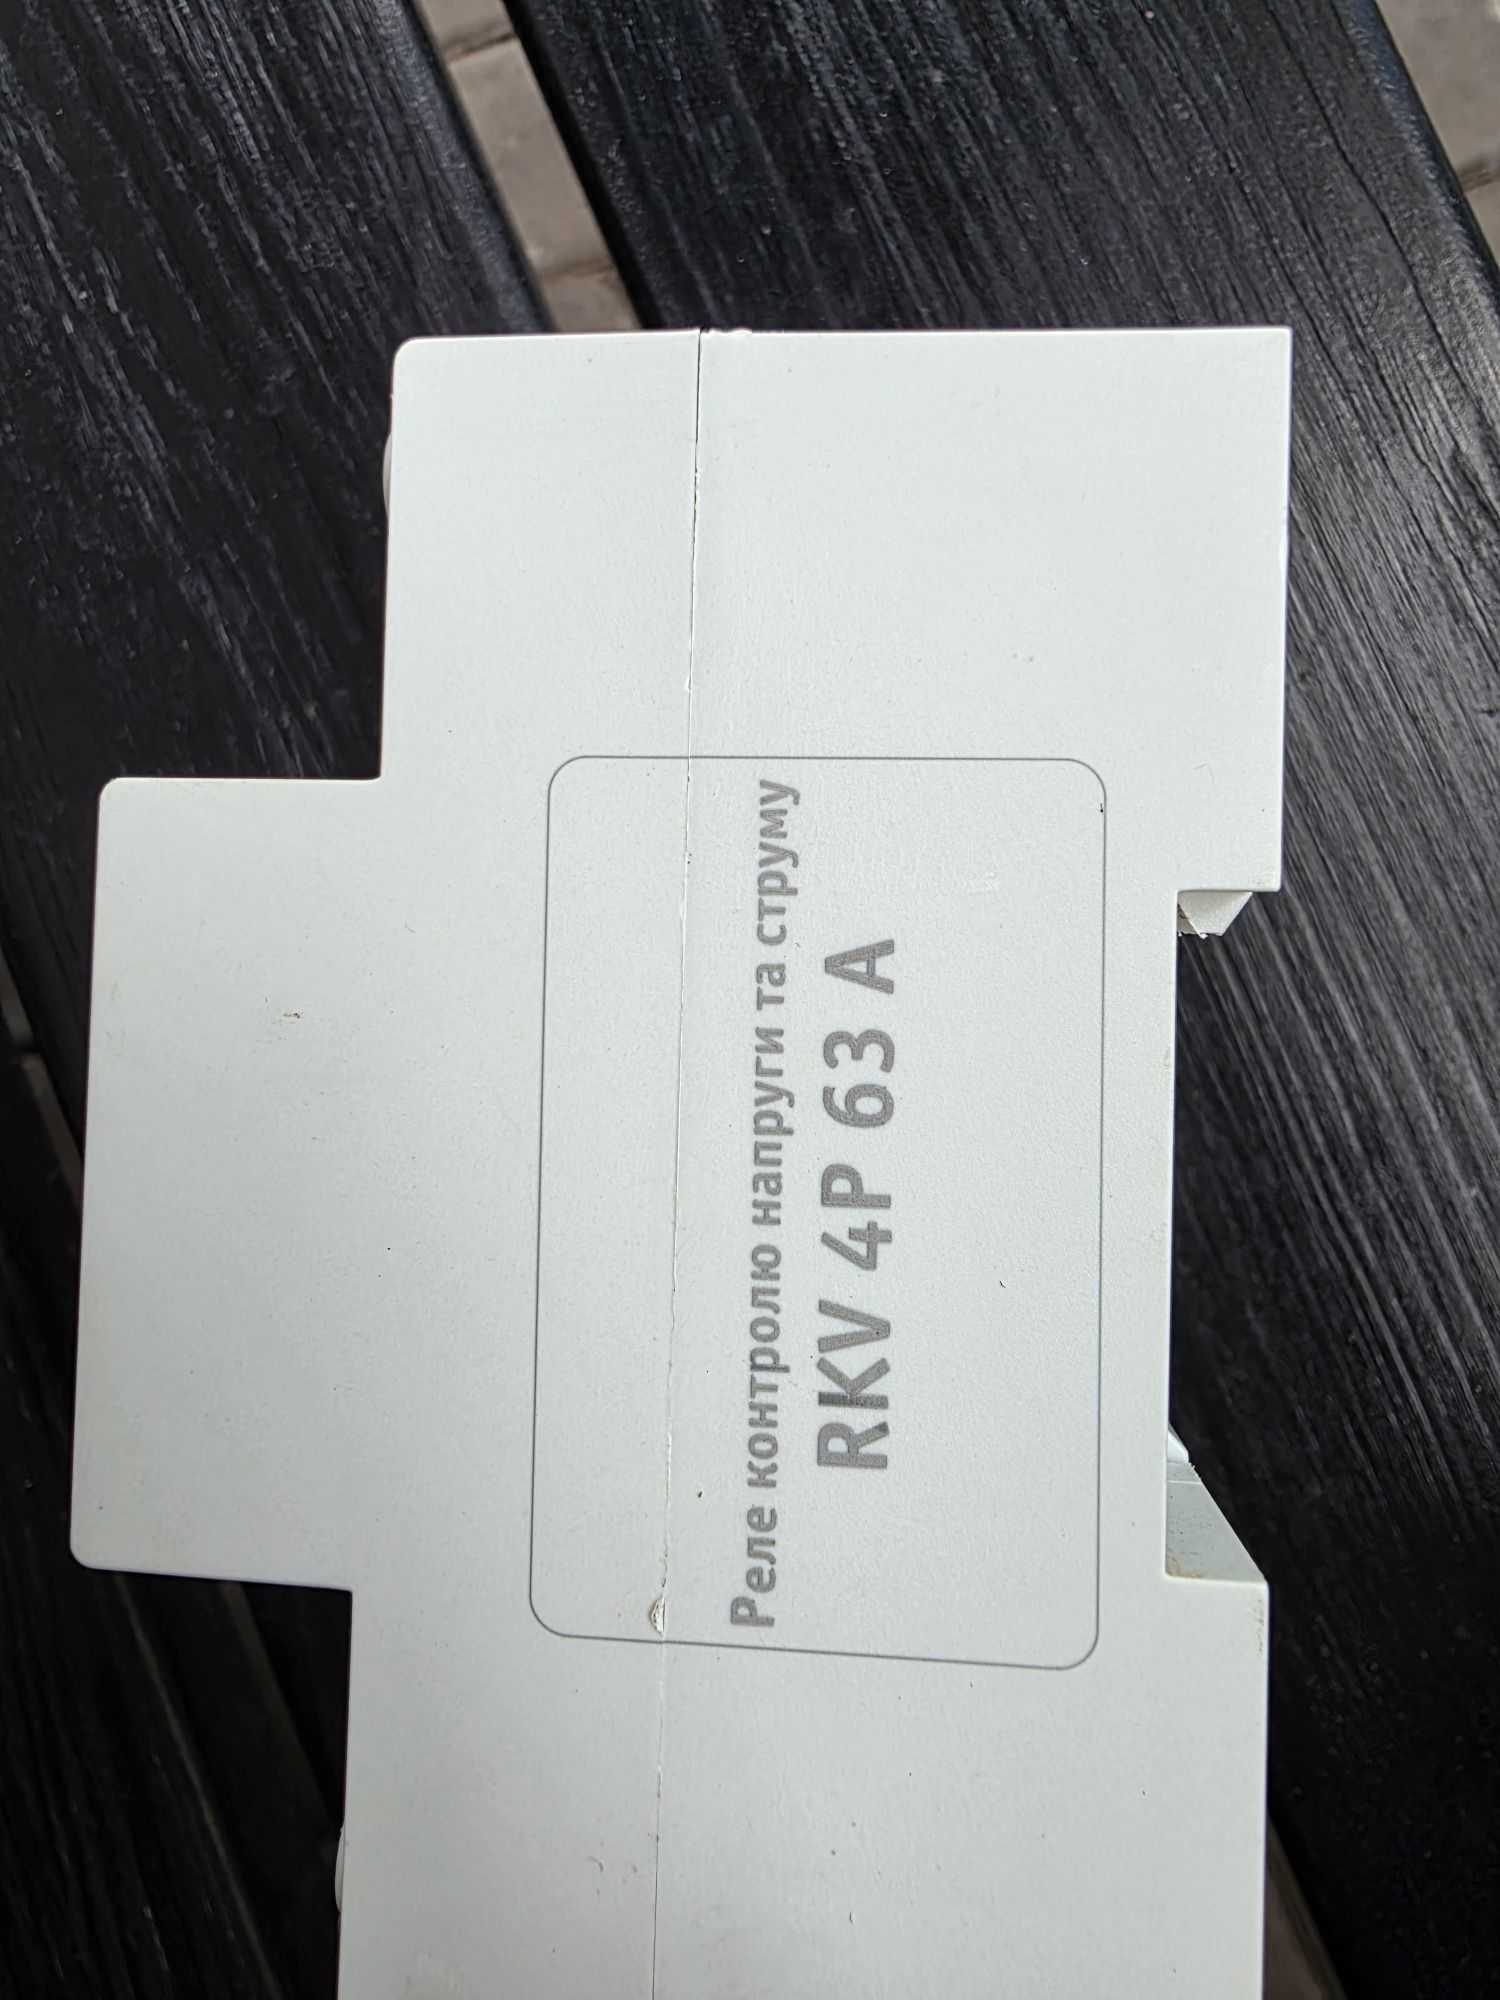 Реле контролю напруги та струму
RKV 4P 63 A